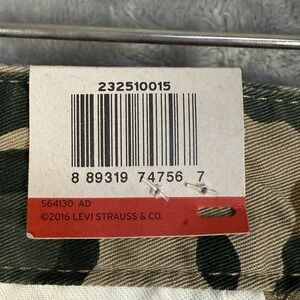 232510015
8 89319 74756 7
S64130 AD
©2016 LEVI STRAUSS & CO.